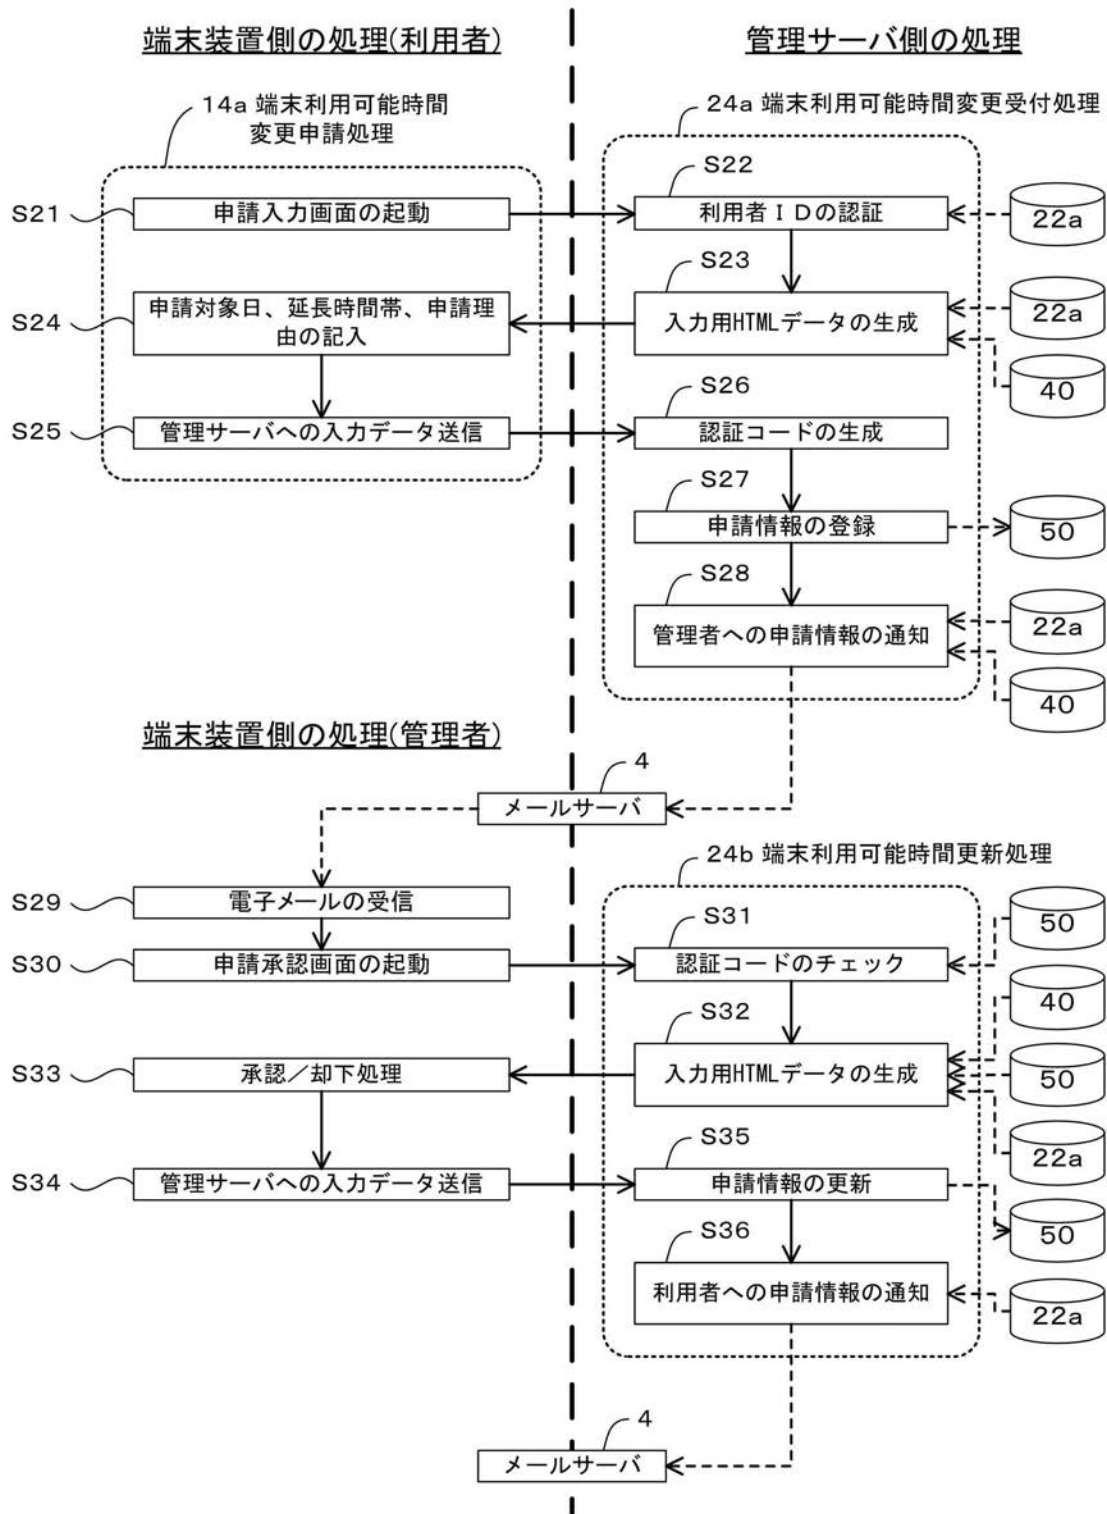 端末装置側の処理(利用者)
管理サーバ側の処理
14a 端末利用可能時間
変更申請処理
24a 端末利用可能時間変更受付処理
S22
S21
申請入力画面の起動
利用者ＩＤの認証
22a
S23
S24
申請対象日、延長時間帯、申請理
由の記入
入力用HTMLデータの生成
22a
40
S26
S25
管理サーバへの入力データ送信
認証コードの生成
S27
申請情報の登録
50
S28
管理者への申請情報の通知
22a
40
端末装置側の処理(管理者)
4
メールサーバ
24b 端末利用可能時間更新処理
S29
電子メールの受信
S31
50
S30
申請承認画面の起動
認証コードのチェック
40
S32
S33
承認／却下処理
入力用HTMLデータの生成
50
22a
S35
S34
管理サーバへの入力データ送信
申請情報の更新
50
S36
利用者への申請情報の通知
22a
4
メールサーバ